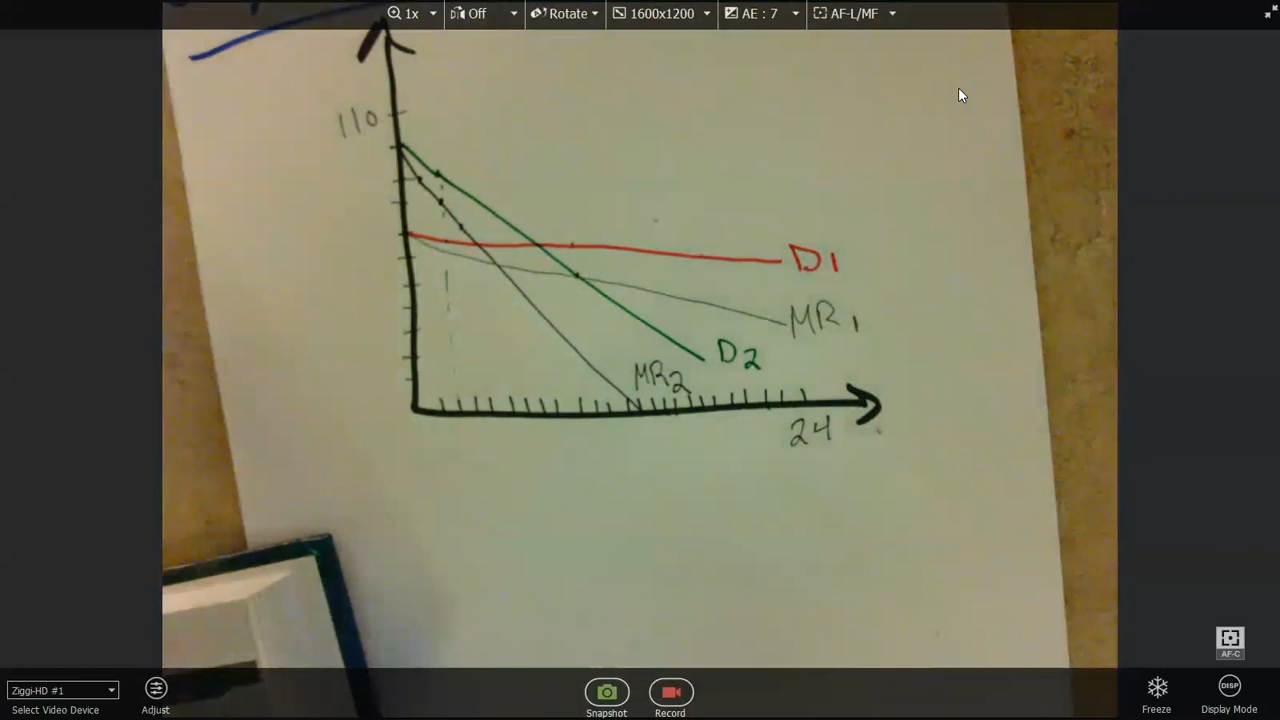 1x Off Rotate 1600x1200 AE : 7 AF-L/MF
110
D1
MR1
D2
MR2
24
AF-C
Ziggi-HD #1
Select Video Device
Adjust
Snapshot
Record
Freeze
DISP
Display Mode